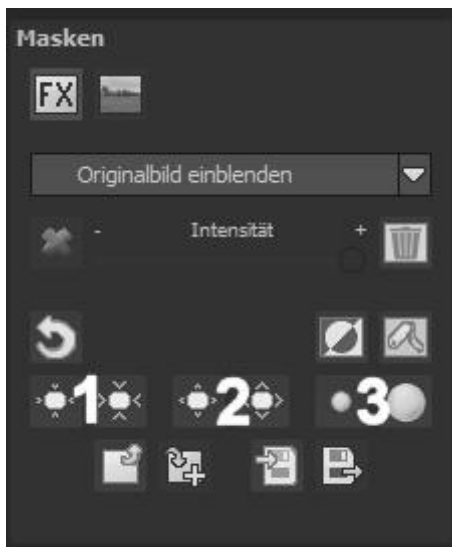 Masken
FX
Originalbild einblenden
- Intensität +
1 2 3